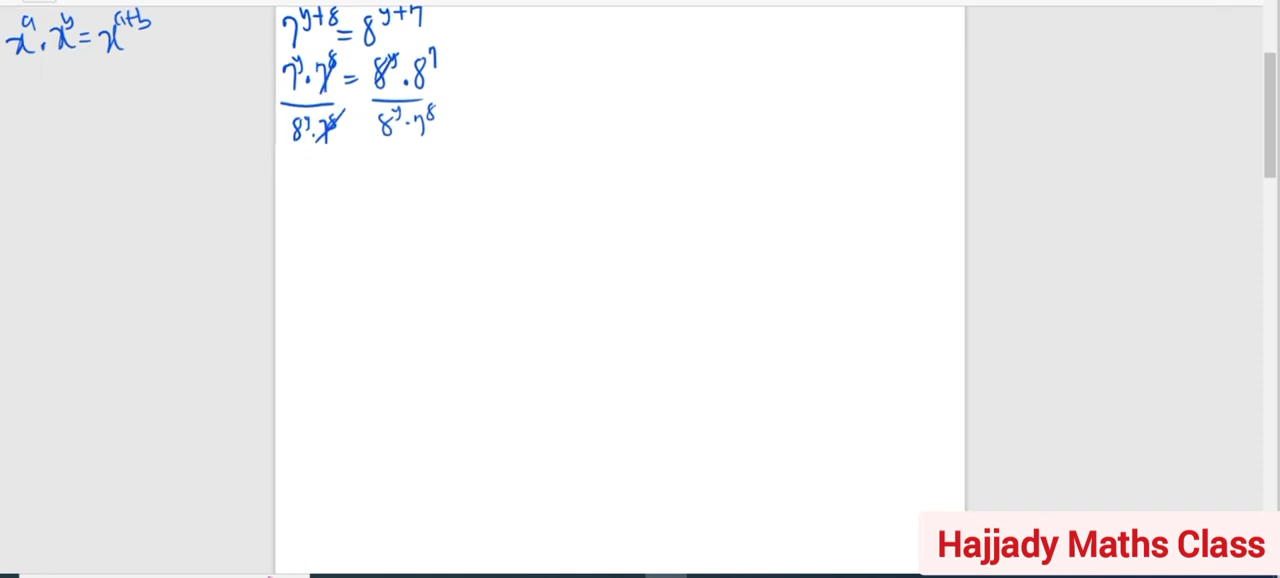 x^a . x^y = x^{a+b}
7^{y+8} = 8^{y+7}
7^y . 7^8 = 8^y . 8^7
8^y . 7^8 8^y . 7^8
Hajjady Maths Class